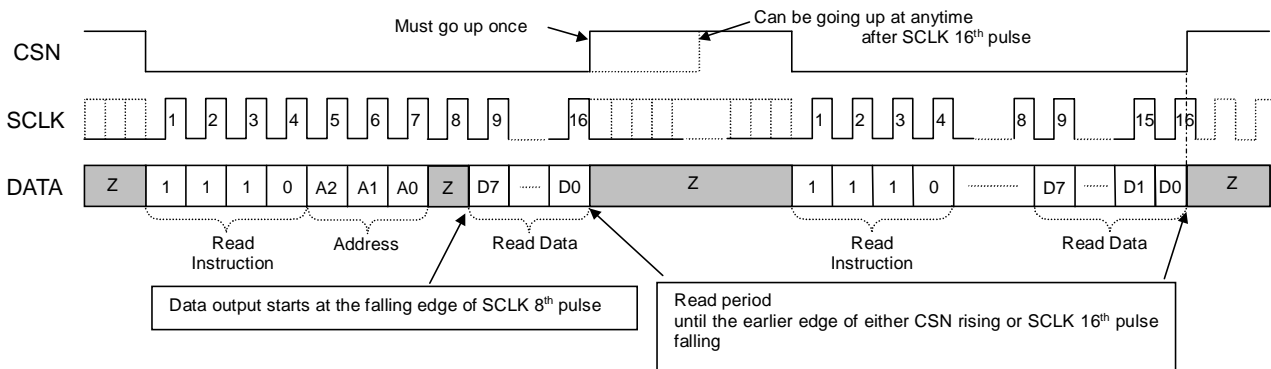 Must go up once
Can be going up at anytime
after SCLK 16th pulse
CSN
SCLK
1 2 3 4 5 6 7 8 9 ...... 16 1 2 3 4 ........ 8 9 ...... 15 16
DATA
Z 1 1 1 0 A2 A1 A0 Z D7 ...... D0 Z 1 1 1 0 ............. D7 ...... D1 D0 Z
Read
Instruction
Address
Read Data
Read
Instruction
Read Data
Data output starts at the falling edge of SCLK 8th pulse
Read period
until the earlier edge of either CSN rising or SCLK 16th pulse
falling